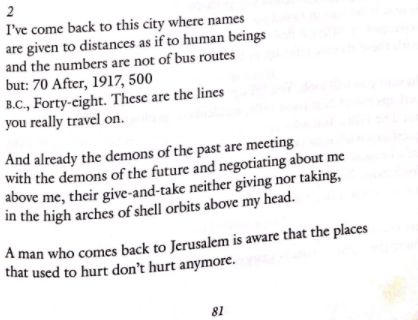 2
I've come back to this city where names
are given to distances as if to human beings
and the numbers are not of bus routes
but: 70 After, 1917, 500
B.C., Forty-eight. These are the lines
you really travel on.
And already the demons of the past are meeting
with the demons of the future and negotiating about me
above me, their give-and-take neither giving nor taking,
in the high arches of shell orbits above my head.
A man who comes back to Jerusalem is aware that the places
that used to hurt don't hurt anymore.
81